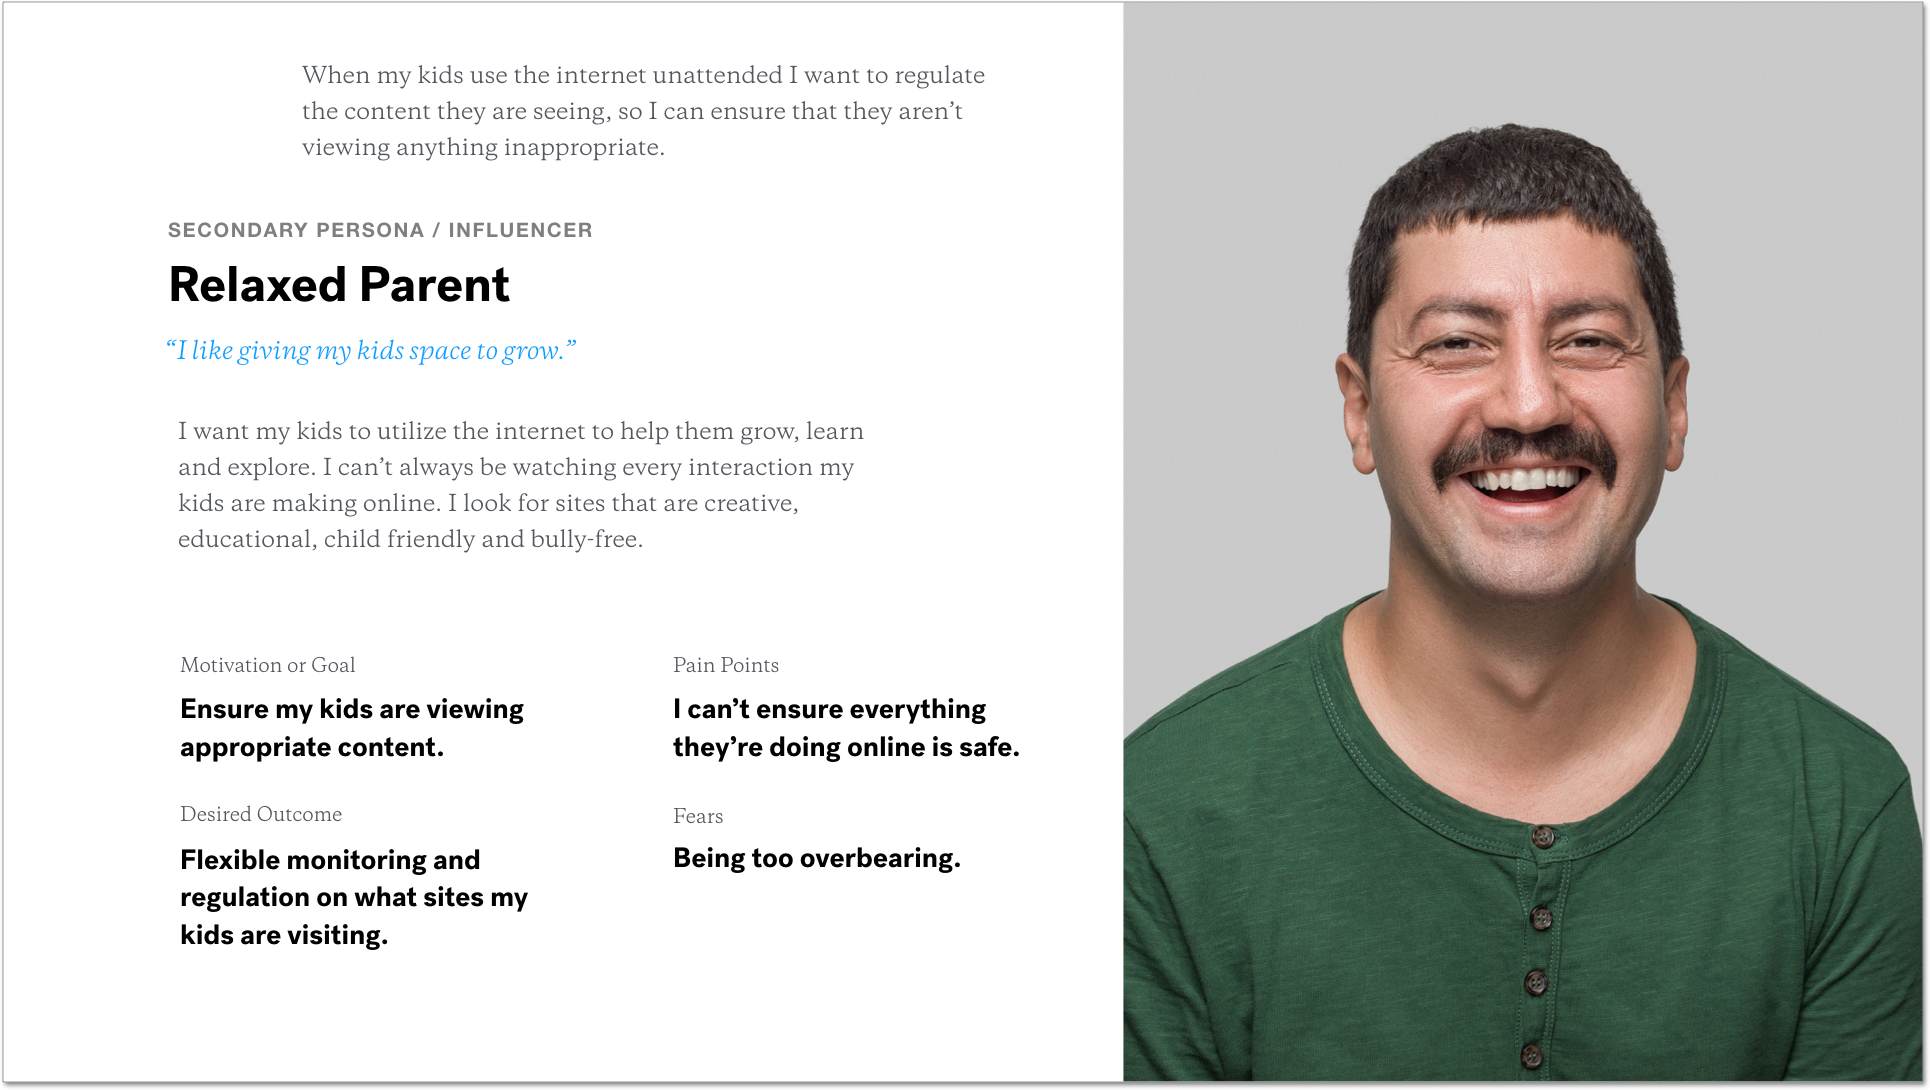 When my kids use the internet unattended I want to regulate
the content they are seeing, so I can ensure that they aren’t
viewing anything inappropriate.
SECONDARY PERSONA / INFLUENCER
Relaxed Parent
“I like giving my kids space to grow.”
I want my kids to utilize the internet to help them grow, learn
and explore. I can’t always be watching every interaction my
kids are making online. I look for sites that are creative,
educational, child friendly and bully-free.
Motivation or Goal
Ensure my kids are viewing
appropriate content.
Pain Points
I can’t ensure everything
they’re doing online is safe.
Desired Outcome
Flexible monitoring and
regulation on what sites my
kids are visiting.
Fears
Being too overbearing.